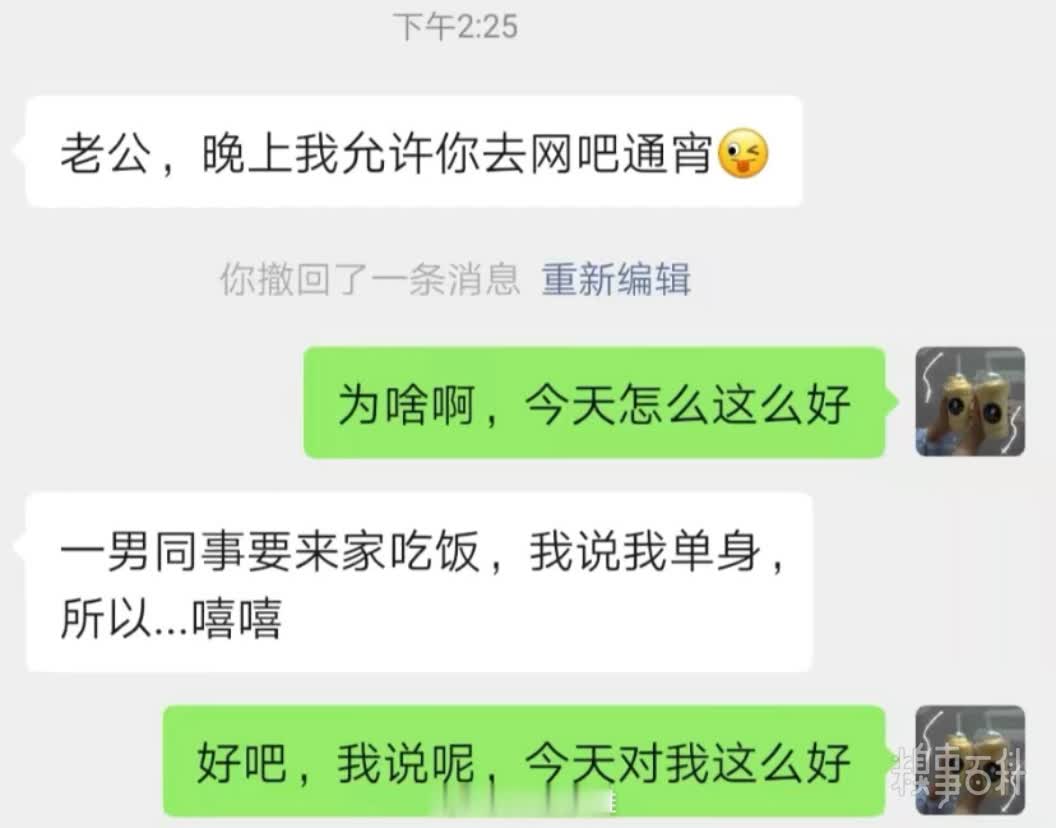 下午2:25
老公，晚上我允许你去网吧通宵
你撤回了一条消息 重新编辑
为啥啊，今天怎么这么好
一男同事要来家吃饭，我说我单身，
所以...嘻嘻
好吧，我说呢，今天对我这么好
糗事百科